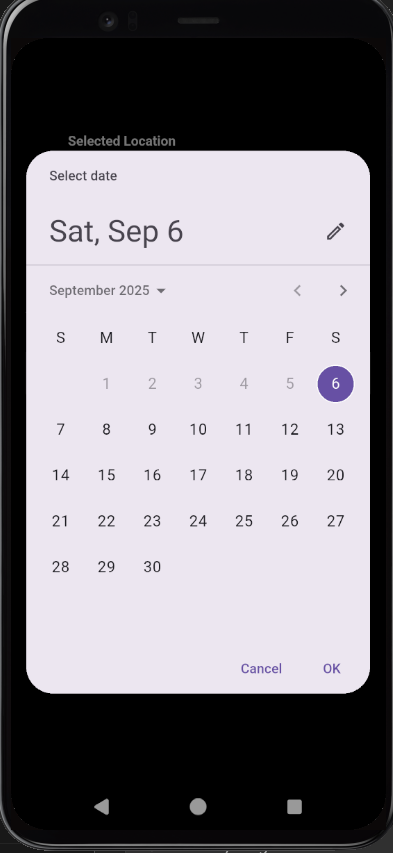 Selected Location
Select date
Sat, Sep 6
September 2025
S M T W T F S
1 2 3 4 5 6
7 8 9 10 11 12 13
14 15 16 17 18 19 20
21 22 23 24 25 26 27
28 29 30
Cancel OK